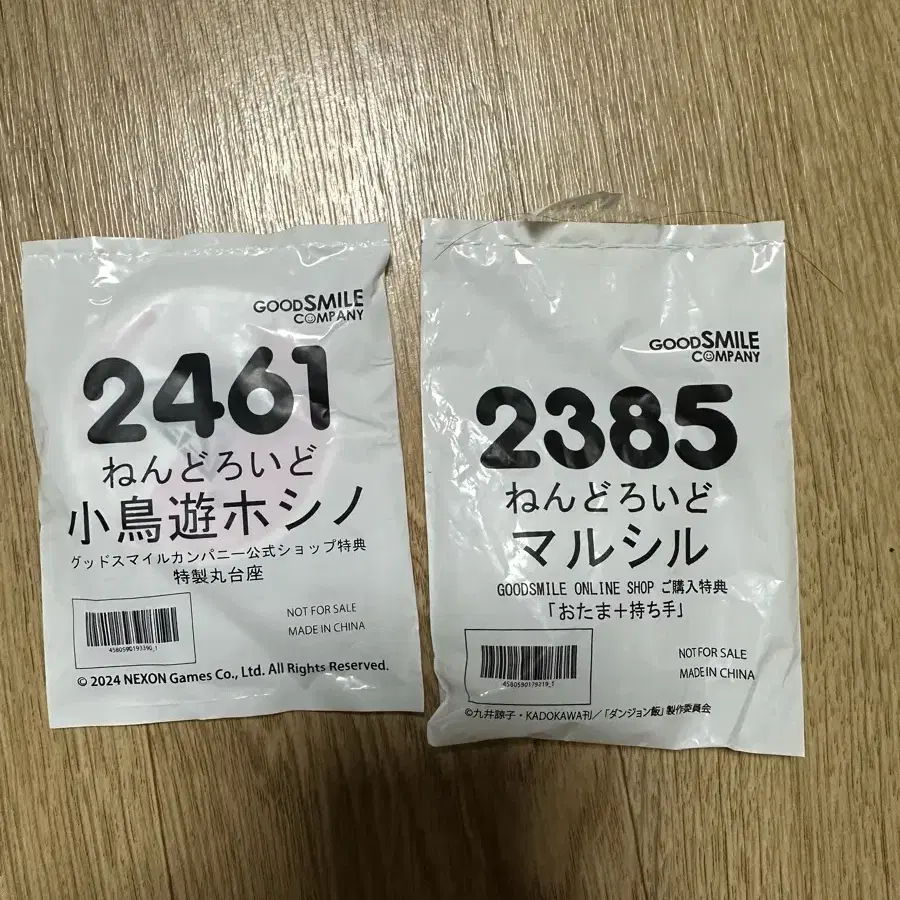 GOODSMILE
COMPANY
2461
ねんどろいど
小鳥遊ホシノ
グッドスマイルカンパニー公式ショップ特典
特製丸台座
NOT FOR SALE
MADE IN CHINA
4580590193390_1
© 2024 NEXON Games Co., Ltd. All Rights Reserved.
GOODSMILE
COMPANY
2385
ねんどろいど
マルシル
GOODSMILE ONLINE SHOP ご購入特典
「おたま+持ち手」
NOT FOR SALE
MADE IN CHINA
4580590179219_1
©九井諒子・KADOKAWA刊/「ダンジョン飯」製作委員会